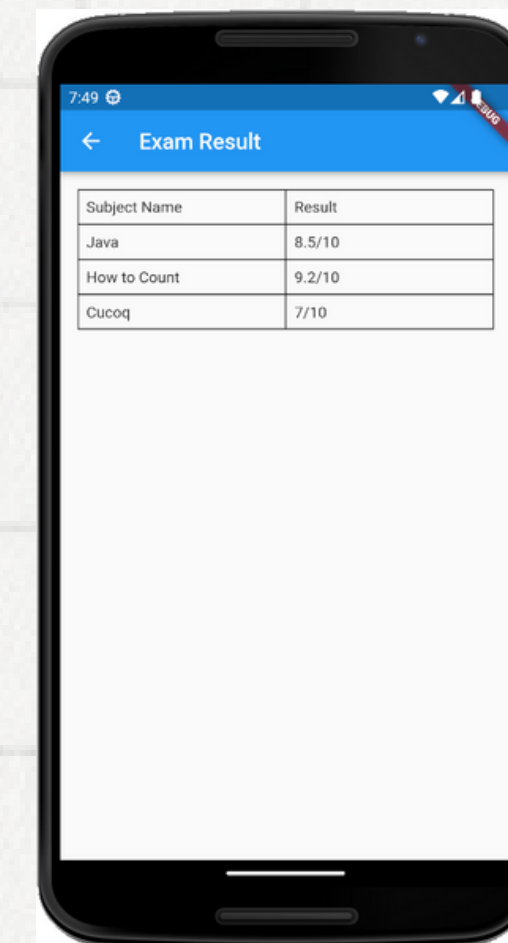 7:49
Exam Result
Subject Name Result
Java 8.5/10
How to Count 9.2/10
Cucoq 7/10